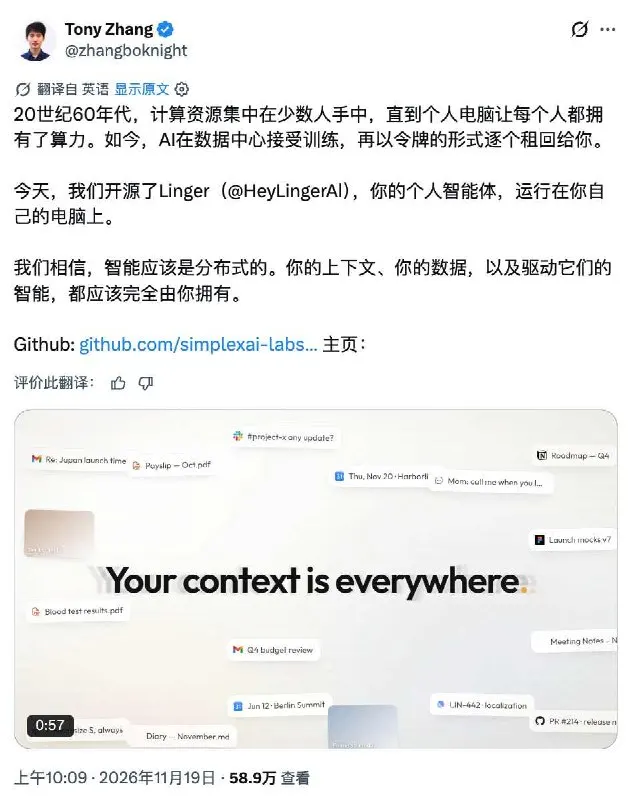 Tony Zhang
@zhangboknight
翻译自 英语 显示原文
20世纪60年代，计算资源集中在少数人手中，直到个人电脑让每个人都拥
有了算力。如今，AI在数据中心接受训练，再以令牌的形式逐个租回给你。
今天，我们开源了Linger（@HeyLingerAI），你的个人智能体，运行在你自
己的电脑上。
我们相信，智能应该是分布式的。你的上下文、你的数据，以及驱动它们的
智能，都应该完全由你拥有。
Github: github.com/simplexai-labs... 主页：
评价此翻译：
#project-x any update?
Re: Japan launch time
Payslip — Oct.pdf
Roadmap — Q4
Thu, Nov 20 · Harborfi
Mom: call me when you l...
Launch mocks v7
Your context is everywhere.
Blood test results.pdf
Meeting Notes - N
Q4 budget review
Jun 12 · Berlin Summit
LIN-442 · localization
PR #214 · release n
0:57
size S, always
Diary — November.md
上午10:09 · 2026年11月19日 · 58.9万 查看